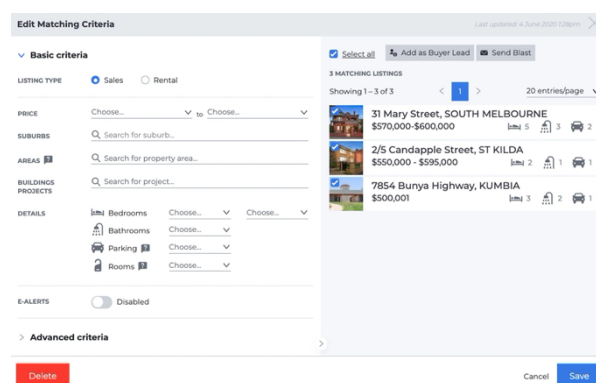 Edit Matching Criteria
Last updated: 4 June 2020 1:18pm
Basic criteria
LISTING TYPE
Sales
Rental
PRICE
Choose...
to
Choose...
SUBURBS
Search for suburb...
AREAS
Search for property area...
BUILDINGS
PROJECTS
Search for project...
DETAILS
Bedrooms
Choose...
Choose...
Bathrooms
Choose...
Parking
Choose...
Rooms
Choose...
E-ALERTS
Disabled
Advanced criteria
Delete
Select all
Add as Buyer Lead
Send Blast
3 MATCHING LISTINGS
Showing 1 – 3 of 3
1
20 entries/page
31 Mary Street, SOUTH MELBOURNE
$570,000-$600,000
5
3
2
2/5 Candapple Street, ST KILDA
$550,000 - $595,000
2
1
1
7854 Bunya Highway, KUMBIA
$500,001
3
2
1
Cancel
Save